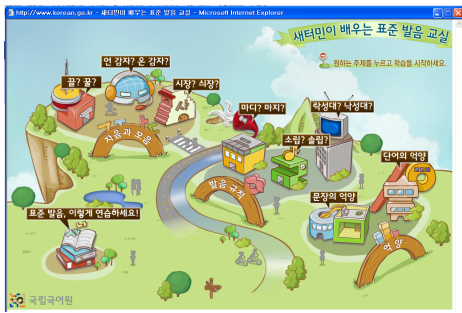 http://www.korean.go.kr - 새터민이 배우는 표준 발음 교실 - Microsoft Internet Explorer
새터민이 배우는 표준 발음 교실
원하는 주제를 누르고 학습을 시작하세요.
언 감자? 온 감자?
끌? 꿀?
시장? 싀장?
자음과 모음
마디? 마지?
락성대? 낙성대?
소립? 솔립?
발음 규칙
단어의 억양
문장의 억양
억양
표준 발음, 이렇게 연습하세요!
국립국어원